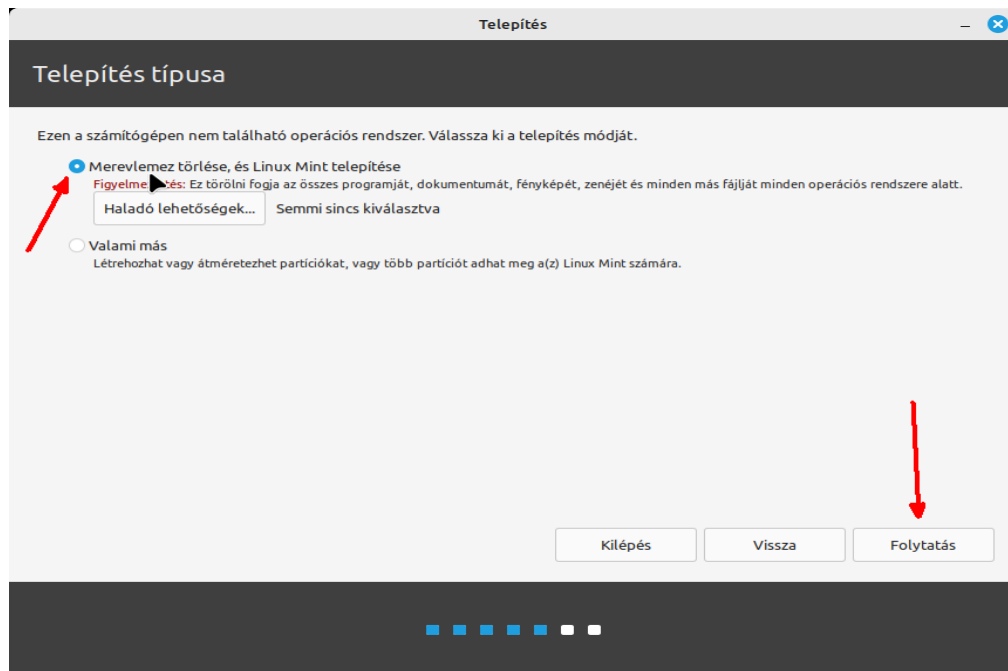 Telepítés
Telepítés típusa
Ezen a számítógépen nem található operációs rendszer. Válassza ki a telepítés módját.
Merevlemez törlése, és Linux Mint telepítése
Ez törölni fogja az összes programját, dokumentumát, fényképét, zenéjét és minden más fájlját minden operációs rendszere alatt.
Haladó lehetőségek... Semmi sincs kiválasztva
Valami más
Létrehozhat vagy átméretezhet partíciókat, vagy több partíciót adhat meg a(z) Linux Mint számára.
Kilépés Vissza Folytatás